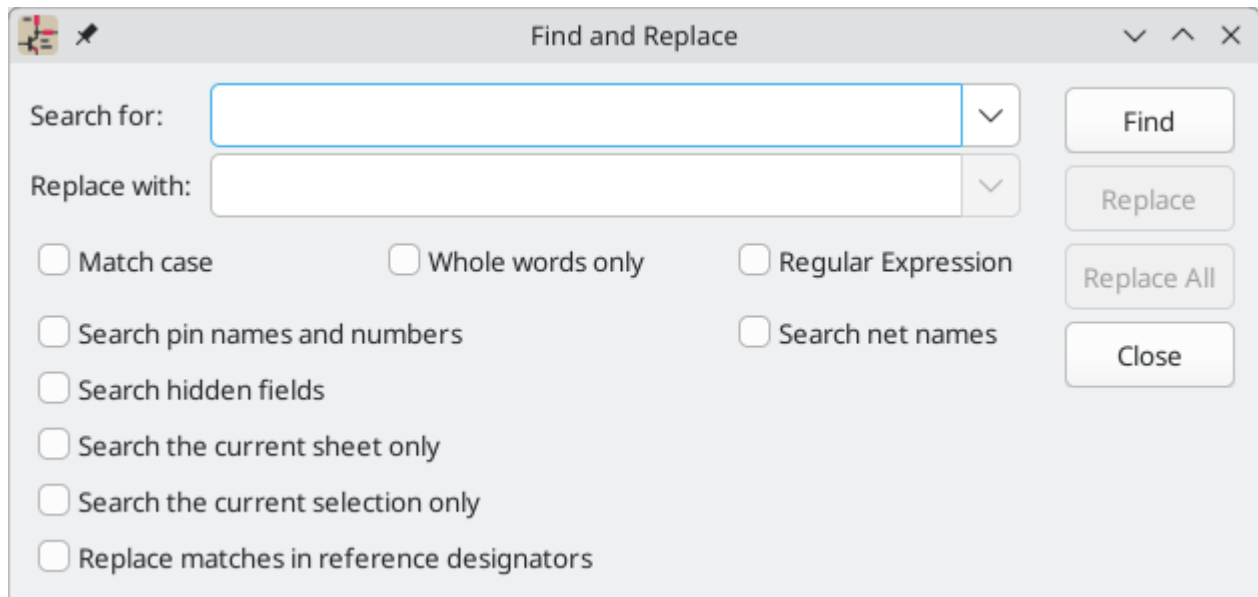 Find and Replace
Search for:
Find
Replace with:
Replace
Match case
Whole words only
Regular Expression
Replace All
Search pin names and numbers
Search net names
Close
Search hidden fields
Search the current sheet only
Search the current selection only
Replace matches in reference designators